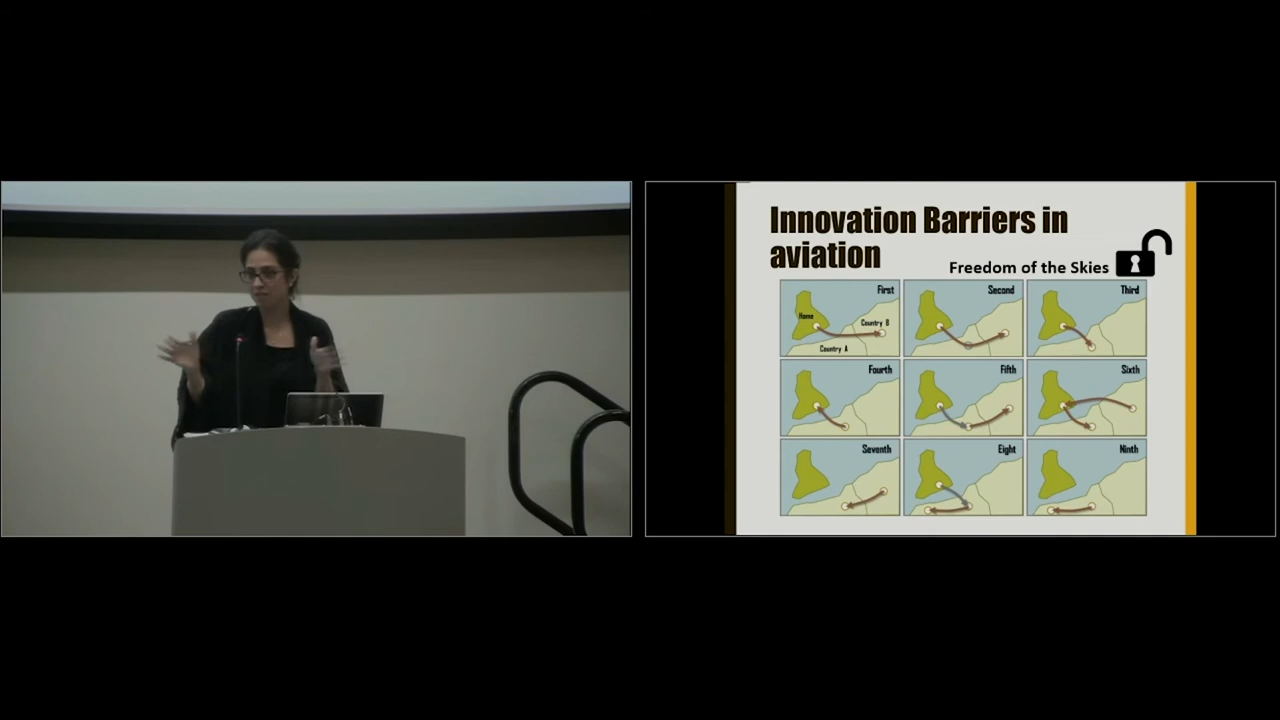 Innovation Barriers in
aviation
Freedom of the Skies
First
Home
Country B
Country A
Second
Third
Fourth
Fifth
Sixth
Seventh
Eight
Ninth